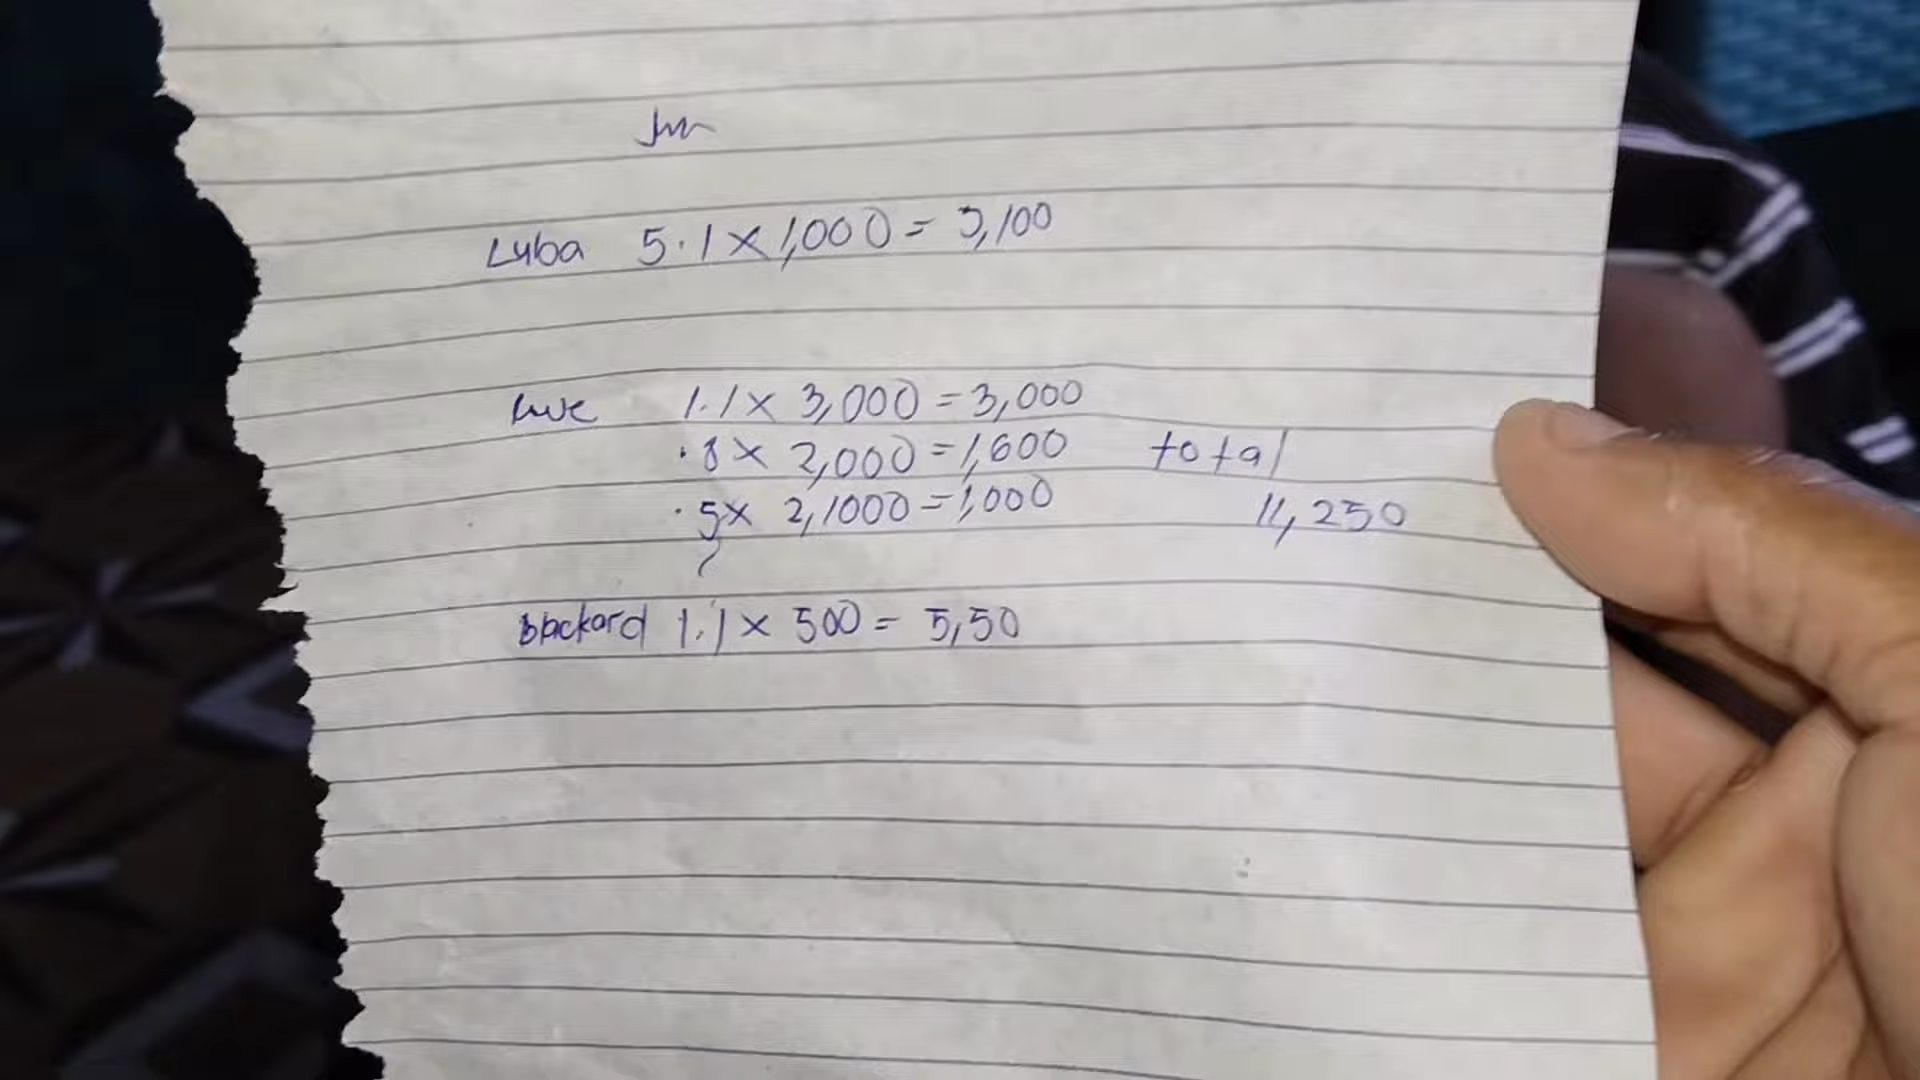 Luba 5.1 x 1,000 = 5,100
1.1 x 3,000 = 3,000
.8 x 2,000 = 1,600 total
.5 x 2,1000 = 1,000 11,250
1.1 x 500 = 5,50